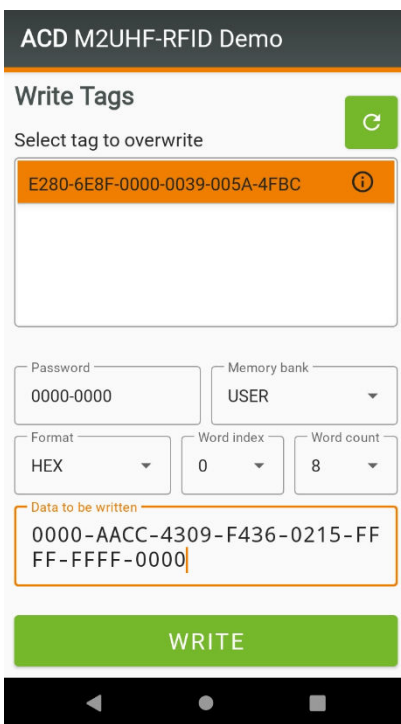 ACD M2UHF-RFID Demo
Write Tags
Select tag to overwrite
E280-6E8F-0000-0039-005A-4FBC
Password
0000-0000
Memory bank
USER
Format
HEX
Word index
0
Word count
8
Data to be written
0000-AACC-4309-F436-0215-FF
FF-FFFF-0000
WRITE